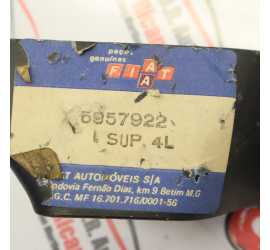 peças
genuínas
FIAT
5957922
SUP 4L
AUTOMÓVEIS S/A
Rodovia Fernão Dias, km 9 Betim M.G
C.G.C. MF 16.701.716/0001-56